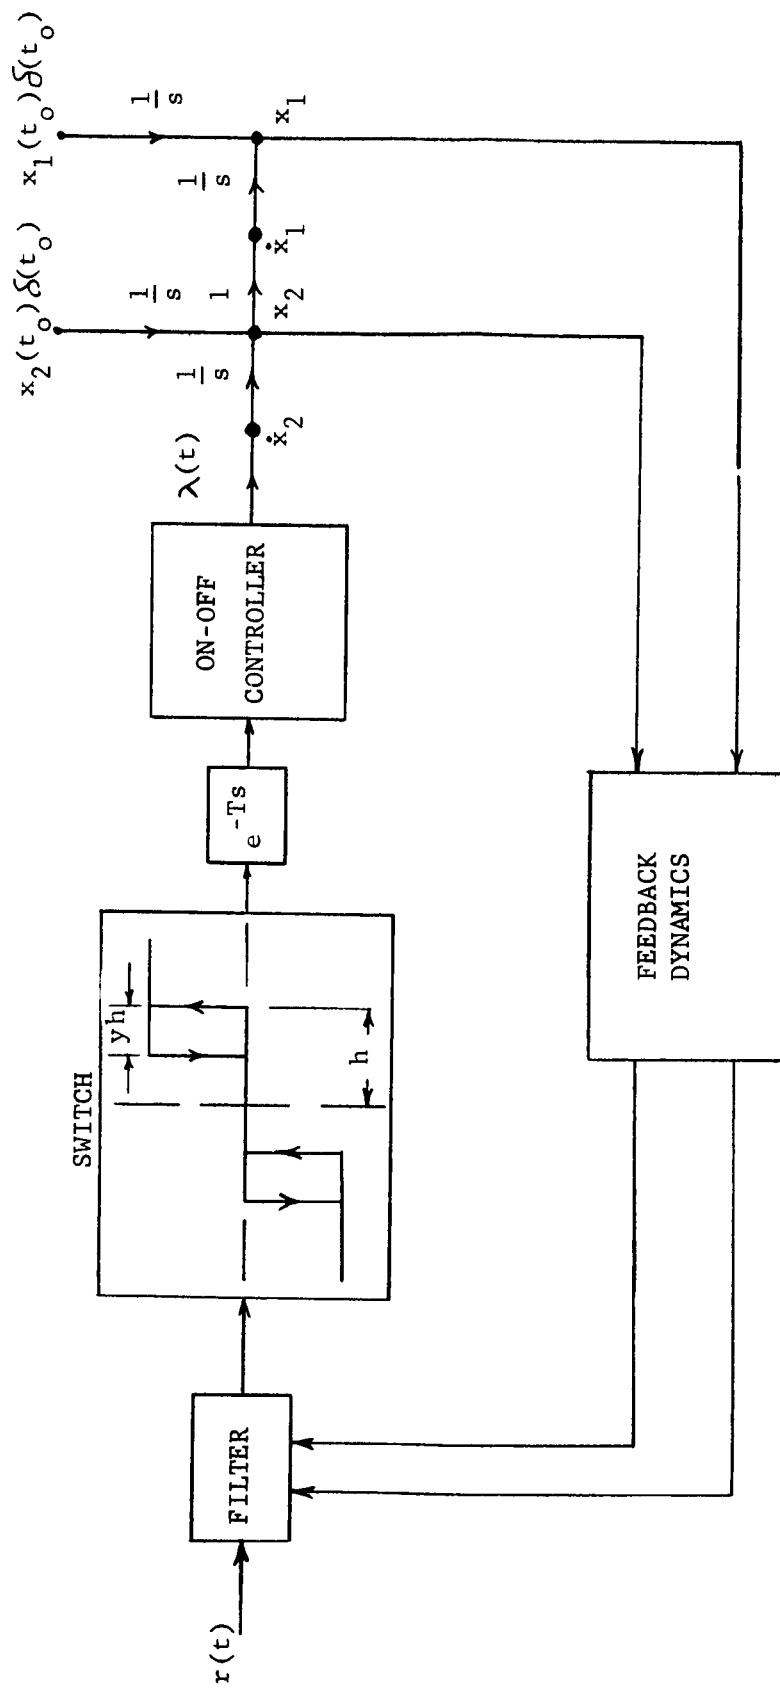 r(t)
FILTER
SWITCH
yh
h
e^{-Ts}
ON-OFF
CONTROLLER
λ(t)
ẋ₂
1/s
x₂(t₀)δ(t₀)
1/s
x₂
1
ẋ₁
1/s
x₁(t₀)δ(t₀)
1/s
x₁
FEEDBACK
DYNAMICS